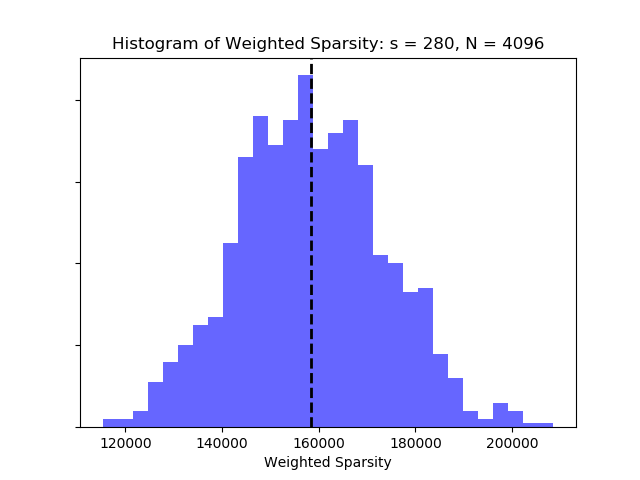 Histogram of Weighted Sparsity: s = 280, N = 4096
120000 140000 160000 180000 200000
Weighted Sparsity